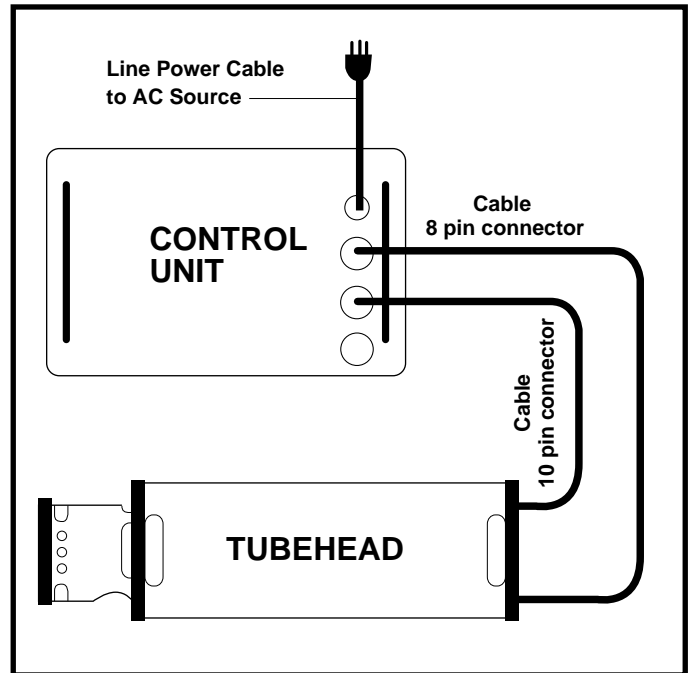 Line Power Cable
to AC Source
CONTROL
UNIT
Cable
8 pin connector
Cable
10 pin connector
TUBEHEAD